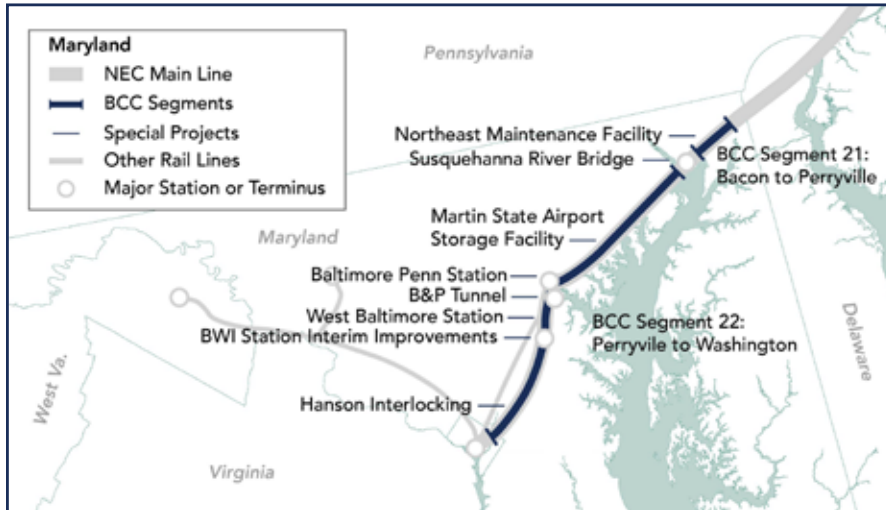 Maryland
NEC Main Line
BCC Segments
Special Projects
Other Rail Lines
Major Station or Terminus
Pennsylvania
Northeast Maintenance Facility
Susquehanna River Bridge
BCC Segment 21:
Bacon to Perryville
Martin State Airport
Storage Facility
Maryland
Baltimore Penn Station
B&P Tunnel
West Baltimore Station
BWI Station Interim Improvements
BCC Segment 22:
Perryvile to Washington
Delaware
West Va.
Hanson Interlocking
Virginia